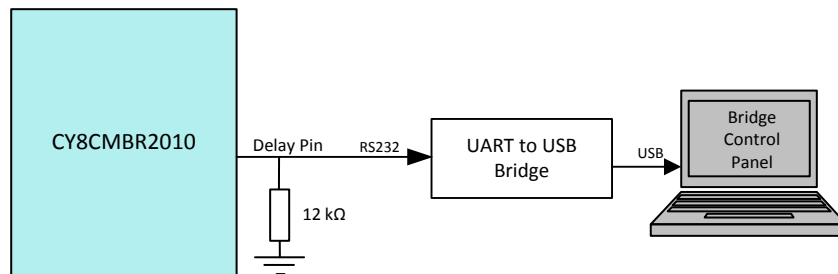 CY8CMBR2010
Delay Pin
RS232
12 kΩ
UART to USB
Bridge
USB
Bridge
Control
Panel